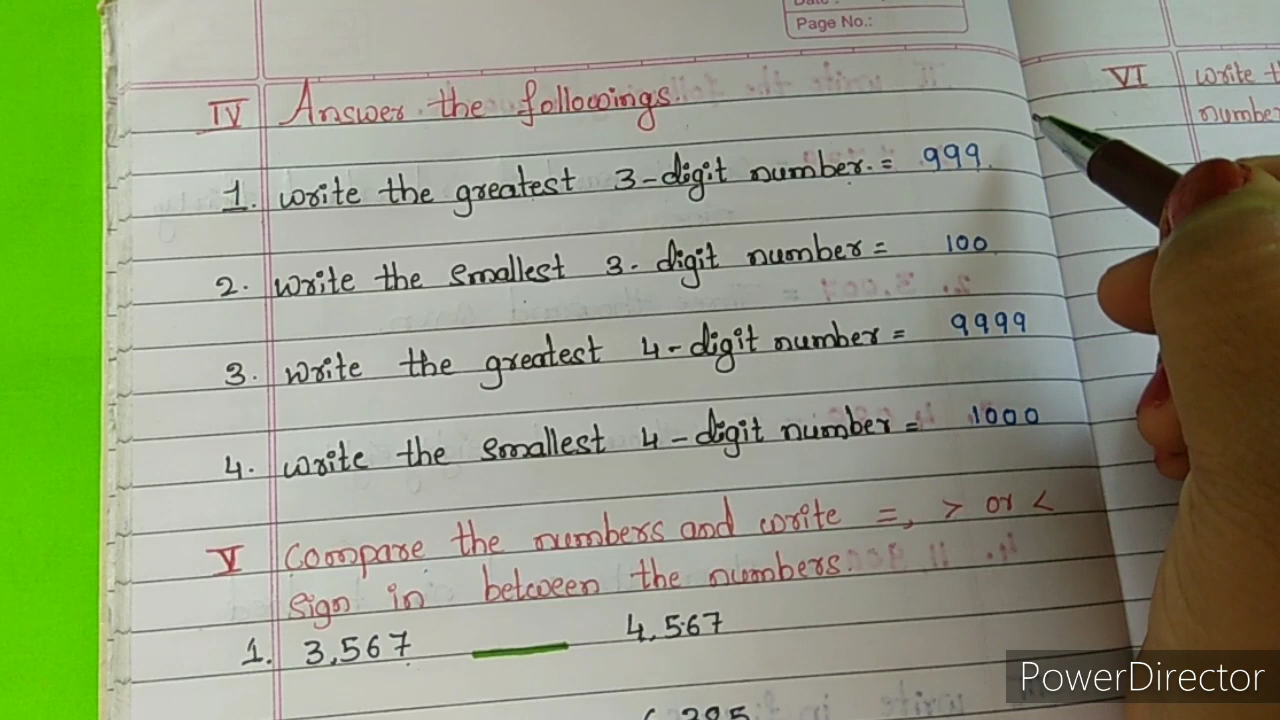 Page No.:
IV Answer the followings.
1. write the greatest 3-digit number. = 999
2. write the smallest 3-digit number = 100
3. write the greatest 4-digit number = 9999
4. write the smallest 4-digit number = 1000
V Compare the numbers and write =, > or <
sign in between the numbers.
1. 3,567 4,567
VI write
number
PowerDirector